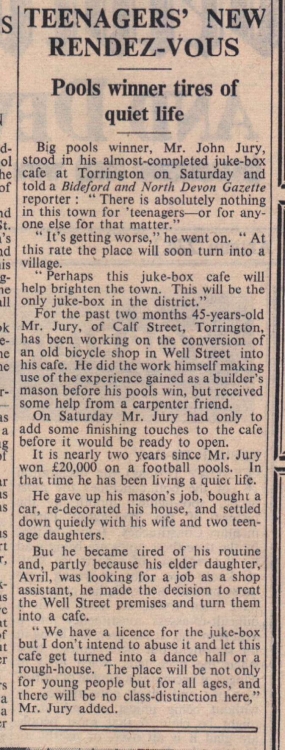 TEENAGERS' NEW
RENDEZ-VOUS
Pools winner tires of
quiet life
Big pools winner, Mr. John Jury,
stood in his almost-completed juke-box
cafe at Torrington on Saturday and
told a Bideford and North Devon Gazette
reporter : " There is absolutely nothing
in this town for 'teenagers—or for any-
one else for that matter."
" It's getting worse," he went on. " At
this rate the place will soon turn into a
village.
" Perhaps this juke-box cafe will
help brighten the town. This will be the
only juke-box in the district."
For the past two months 45-years-old
Mr. Jury, of Calf Street, Torrington,
has been working on the conversion of
an old bicycle shop in Well Street into
his cafe. He did the work himself making
use of the experience gained as a builder's
mason before his pools win, but received
some help from a carpenter friend.
On Saturday Mr. Jury had only to
add some finishing touches to the cafe
before it would be ready to open.
It is nearly two years since Mr. Jury
won £20,000 on a football pools. In
that time he has been living a quiet life.
He gave up his mason's job, bought a
car, re-decorated his house, and settled
down quietly with his wife and two teen-
age daughters.
But he became tired of his routine
and, partly because his elder daughter,
Avril, was looking for a job as a shop
assistant, he made the decision to rent
the Well Street premises and turn them
into a cafe.
" We have a licence for the juke-box
but I don't intend to abuse it and let this
cafe get turned into a dance hall or a
rough-house. The place will be not only
for young people but for all ages, and
there will be no class-distinction here,"
Mr. Jury added.